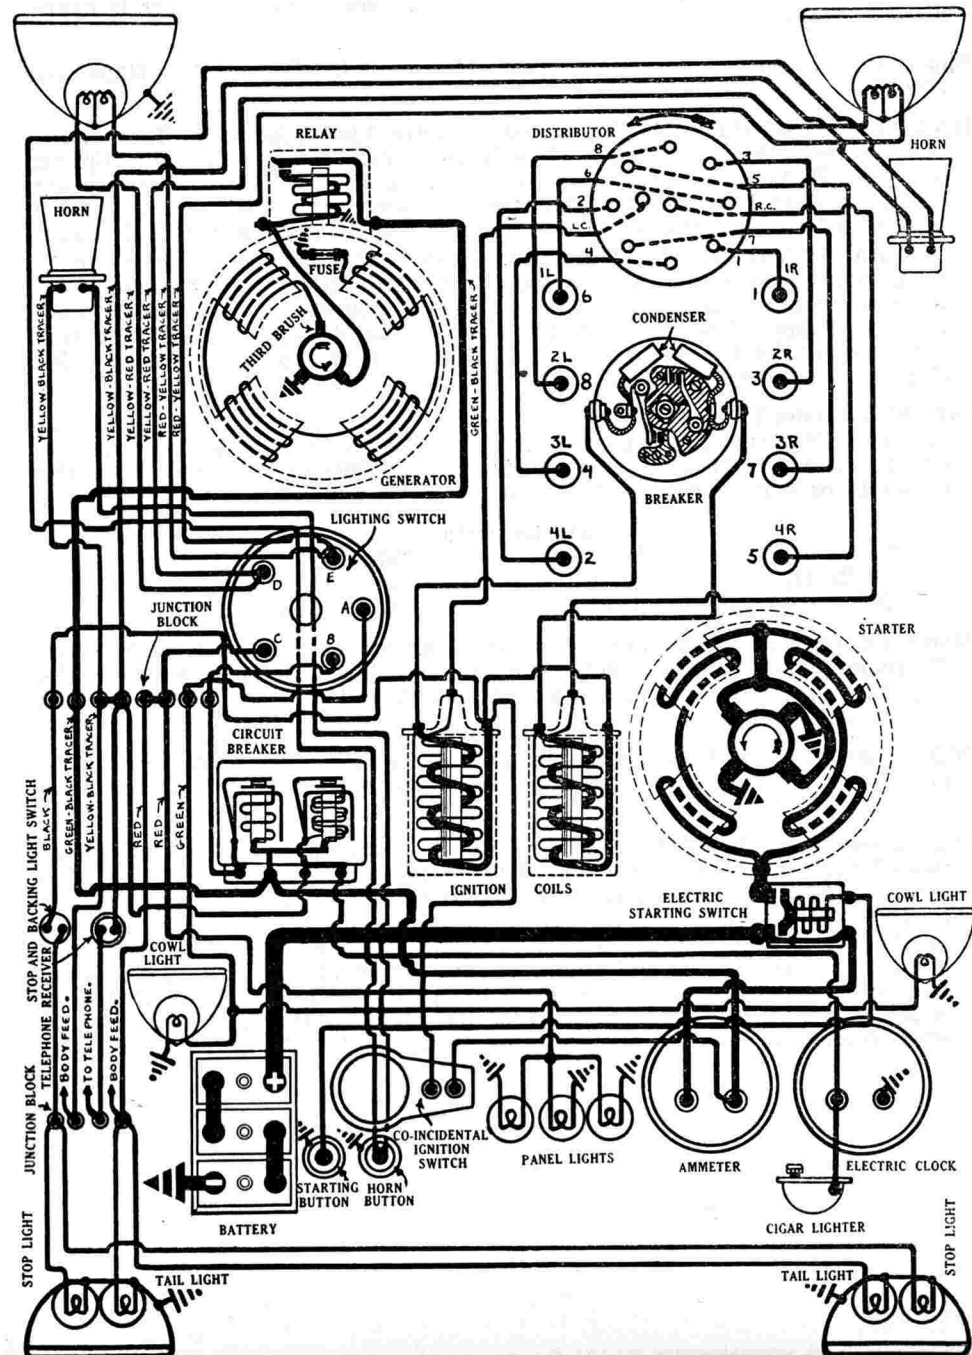 RELAY
DISTRIBUTOR
HORN
HORN
8
3
6
5
2
R.C.
L.C.
7
4
1
FUSE
THIRD BRUSH
GENERATOR
1L
6
1R
1
CONDENSER
2L
8
2R
3
3L
4
3R
7
BREAKER
4L
2
4R
5
YELLOW-BLACK TRACER
YELLOW-BLACK TRACER
YELLOW-RED TRACER
YELLOW-RED TRACER
RED-YELLOW TRACER
RED-YELLOW TRACER
GREEN-BLACK TRACER
LIGHTING SWITCH
E
D
A
C
B
JUNCTION
BLOCK
STARTER
CIRCUIT
BREAKER
STOP AND BACKING LIGHT SWITCH
BLACK
GREEN-BLACK TRACER
YELLOW-BLACK TRACER
RED
RED
GREEN
IGNITION
COILS
ELECTRIC
STARTING SWITCH
COWL LIGHT
COWL
LIGHT
TELEPHONE RECEIVER
BODY FEED.
TO TELEPHONE.
BODY FEED.
JUNCTION BLOCK
CO-INCIDENTAL
IGNITION
SWITCH
PANEL LIGHTS
AMMETER
ELECTRIC CLOCK
STARTING
BUTTON
HORN
BUTTON
BATTERY
CIGAR LIGHTER
STOP LIGHT
TAIL LIGHT
TAIL LIGHT
STOP LIGHT